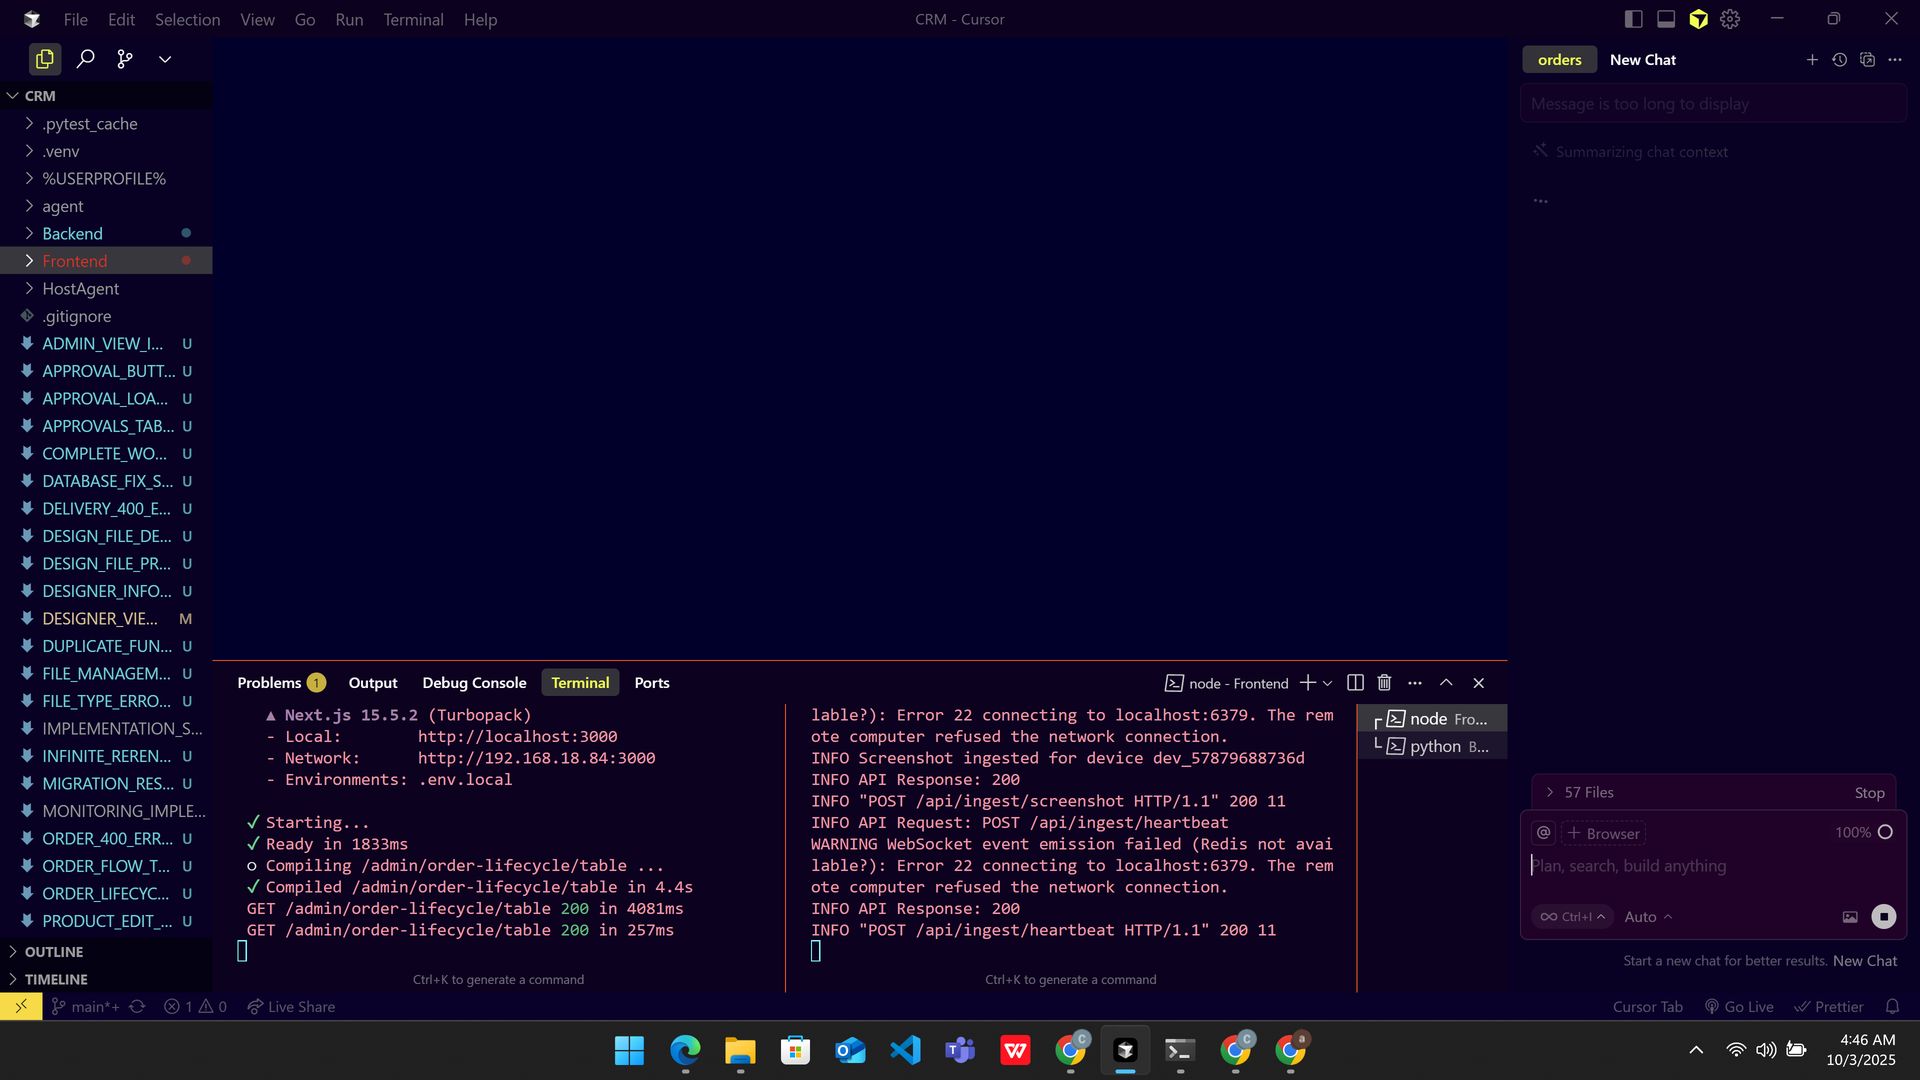 File Edit Selection View Go Run Terminal Help
CRM - Cursor
CRM
.pytest_cache
.venv
%USERPROFILE%
agent
Backend
Frontend
HostAgent
.gitignore
ADMIN_VIEW_I... U
APPROVAL_BUTT... U
APPROVAL_LOA... U
APPROVALS_TAB... U
COMPLETE_WO... U
DATABASE_FIX_S... U
DELIVERY_400_E... U
DESIGN_FILE_DE... U
DESIGN_FILE_PR... U
DESIGNER_INFO... U
DESIGNER_VIE... M
DUPLICATE_FUN... U
FILE_MANAGEM... U
FILE_TYPE_ERRO... U
IMPLEMENTATION_S...
INFINITE_REREN... U
MIGRATION_RES... U
MONITORING_IMPLE...
ORDER_400_ERR... U
ORDER_FLOW_T... U
ORDER_LIFECYC... U
PRODUCT_EDIT_... U
OUTLINE
TIMELINE
Problems 1 Output Debug Console Terminal Ports
node - Frontend
▲ Next.js 15.5.2 (Turbopack)
- Local: http://localhost:3000
- Network: http://192.168.18.84:3000
- Environments: .env.local
✓ Starting...
✓ Ready in 1833ms
○ Compiling /admin/order-lifecycle/table ...
✓ Compiled /admin/order-lifecycle/table in 4.4s
GET /admin/order-lifecycle/table 200 in 4081ms
GET /admin/order-lifecycle/table 200 in 257ms
Ctrl+K to generate a command
lable?): Error 22 connecting to localhost:6379. The rem
ote computer refused the network connection.
INFO Screenshot ingested for device dev_57879688736d
INFO API Response: 200
INFO "POST /api/ingest/screenshot HTTP/1.1" 200 11
INFO API Request: POST /api/ingest/heartbeat
WARNING WebSocket event emission failed (Redis not avai
lable?): Error 22 connecting to localhost:6379. The rem
ote computer refused the network connection.
INFO API Response: 200
INFO "POST /api/ingest/heartbeat HTTP/1.1" 200 11
Ctrl+K to generate a command
node Fro...
python B...
orders New Chat
Message is too long to display
Summarizing chat context
...
57 Files Stop
@ + Browser 100%
Plan, search, build anything
∞ Ctrl+I Auto
Start a new chat for better results. New Chat
main*+ 1 0 Live Share
Cursor Tab Go Live Prettier
C C a
4:46 AM
10/3/2025